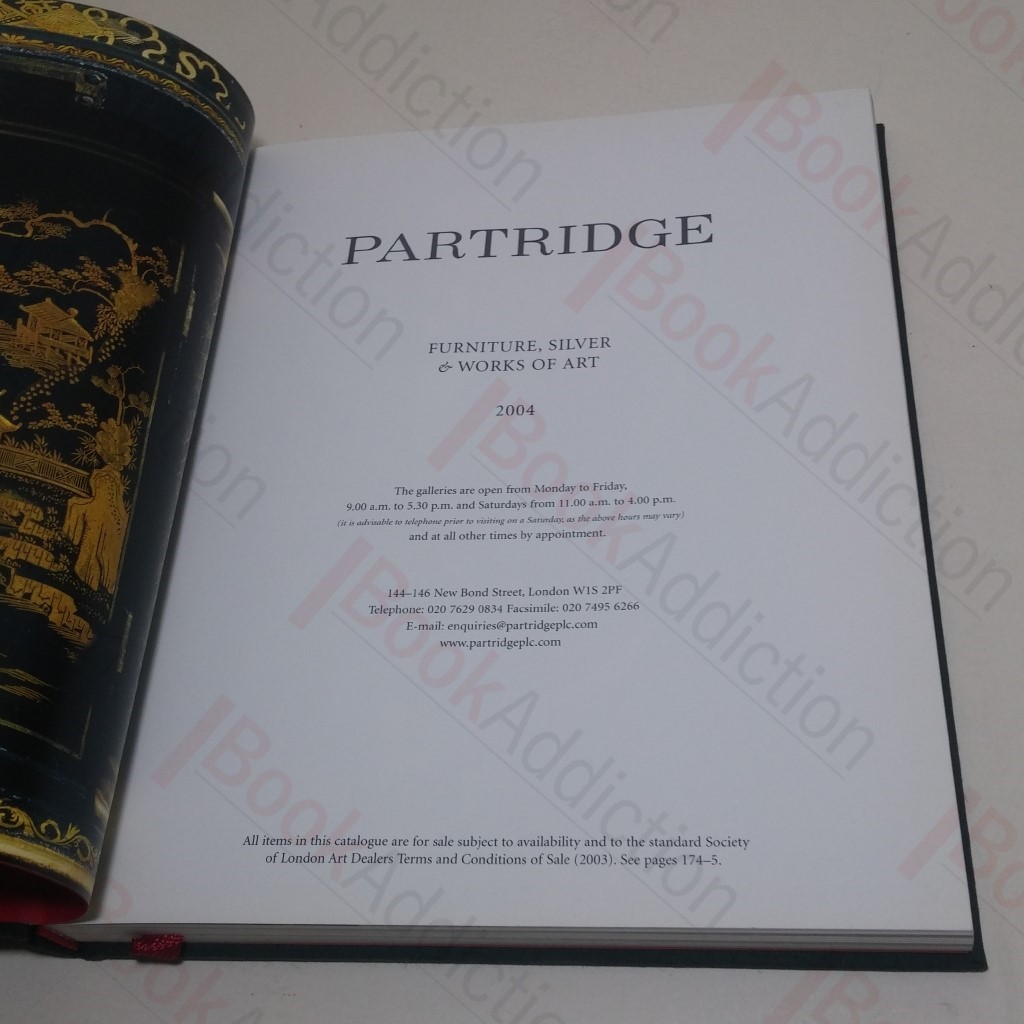 PARTRIDGE
FURNITURE, SILVER
& WORKS OF ART
2004
The galleries are open from Monday to Friday,
9.00 a.m. to 5.30 p.m. and Saturdays from 11.00 a.m. to 4.00 p.m.
(it is advisable to telephone prior to visiting on a Saturday, as the above hours may vary)
and at all other times by appointment.
144–146 New Bond Street, London W1S 2PF
Telephone: 020 7629 0834 Facsimile: 020 7495 6266
E-mail: enquiries@partridgeplc.com
www.partridgeplc.com
All items in this catalogue are for sale subject to availability and to the standard Society
of London Art Dealers Terms and Conditions of Sale (2003). See pages 174–5.
BookAddiction
BookAddiction
BookAddiction
BookAddiction
BookAddiction